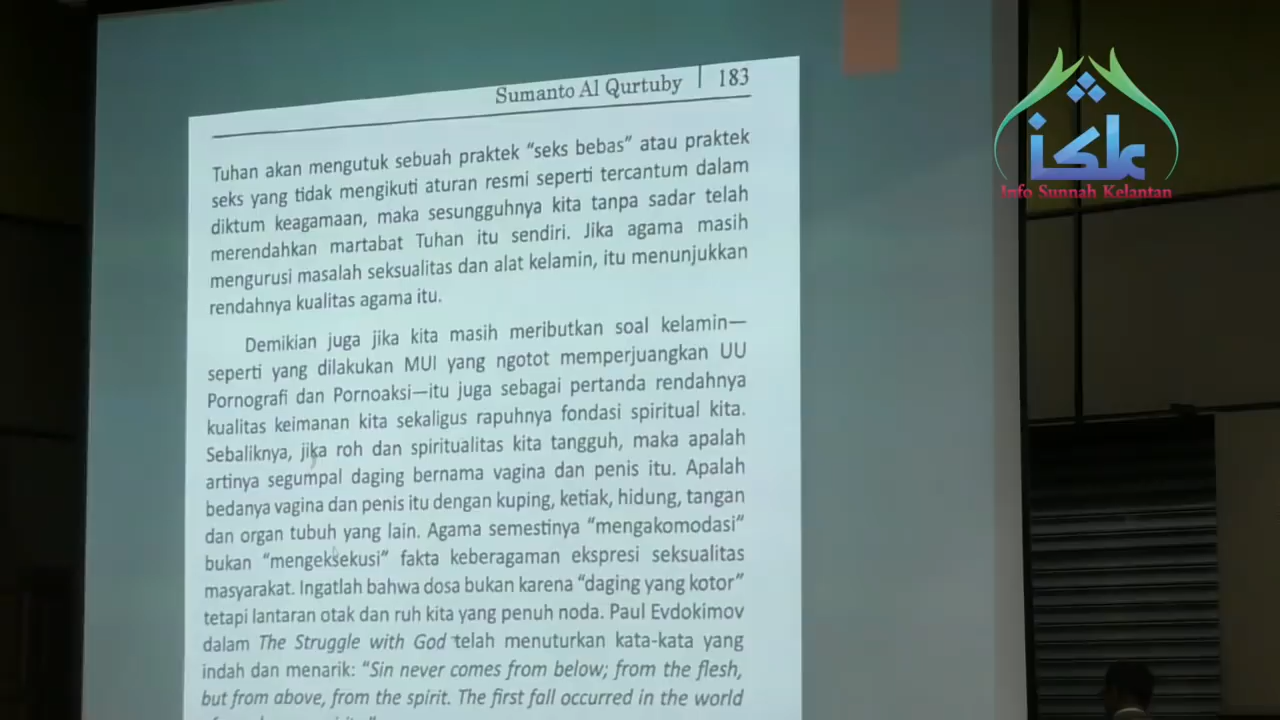 Sumanto Al Qurtuby | 183
Tuhan akan mengutuk sebuah praktek “seks bebas” atau praktek
seks yang tidak mengikuti aturan resmi seperti tercantum dalam
diktum keagamaan, maka sesungguhnya kita tanpa sadar telah
merendahkan martabat Tuhan itu sendiri. Jika agama masih
mengurusi masalah seksualitas dan alat kelamin, itu menunjukkan
rendahnya kualitas agama itu.
Demikian juga jika kita masih meributkan soal kelamin—
seperti yang dilakukan MUI yang ngotot memperjuangkan UU
Pornografi dan Pornoaksi—itu juga sebagai pertanda rendahnya
kualitas keimanan kita sekaligus rapuhnya fondasi spiritual kita.
Sebaliknya, jika roh dan spiritualitas kita tangguh, maka apalah
artinya segumpal daging bernama vagina dan penis itu. Apalah
bedanya vagina dan penis itu dengan kuping, ketiak, hidung, tangan
dan organ tubuh yang lain. Agama semestinya “mengakomodasi”
bukan “mengeksekusi” fakta keberagaman ekspresi seksualitas
masyarakat. Ingatlah bahwa dosa bukan karena “daging yang kotor”
tetapi lantaran otak dan ruh kita yang penuh noda. Paul Evdokimov
dalam The Struggle with God telah menuturkan kata-kata yang
indah dan menarik: “Sin never comes from below; from the flesh,
but from above, from the spirit. The first fall occurred in the world
Info Sunnah Kelantan